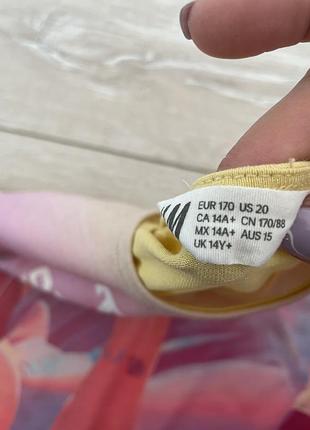 EUR 170 US 20
CA 14A+ CN 170/88
MX 14A+ AUS 15
UK 14Y+